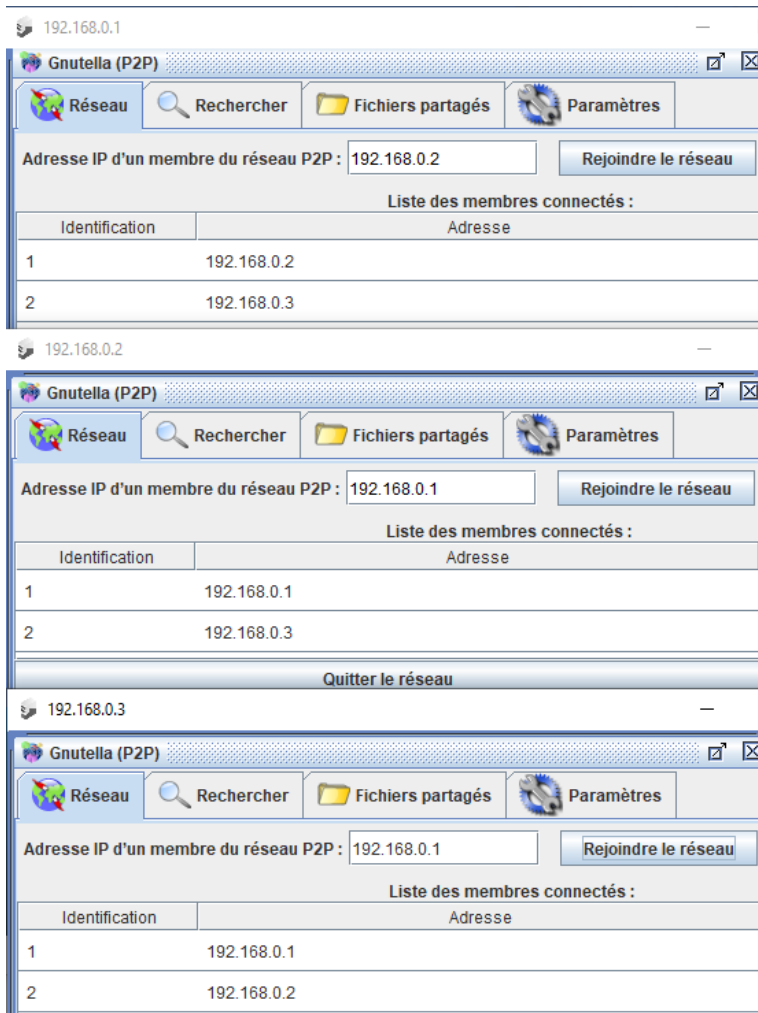 192.168.0.1
Gnutella (P2P)
Réseau Rechercher Fichiers partagés Paramètres
Adresse IP d'un membre du réseau P2P : 192.168.0.2 Rejoindre le réseau
Liste des membres connectés :
Identification Adresse
1 192.168.0.2
2 192.168.0.3
192.168.0.2
Gnutella (P2P)
Réseau Rechercher Fichiers partagés Paramètres
Adresse IP d'un membre du réseau P2P : 192.168.0.1 Rejoindre le réseau
Liste des membres connectés :
Identification Adresse
1 192.168.0.1
2 192.168.0.3
Quitter le réseau
192.168.0.3
Gnutella (P2P)
Réseau Rechercher Fichiers partagés Paramètres
Adresse IP d'un membre du réseau P2P : 192.168.0.1 Rejoindre le réseau
Liste des membres connectés :
Identification Adresse
1 192.168.0.1
2 192.168.0.2